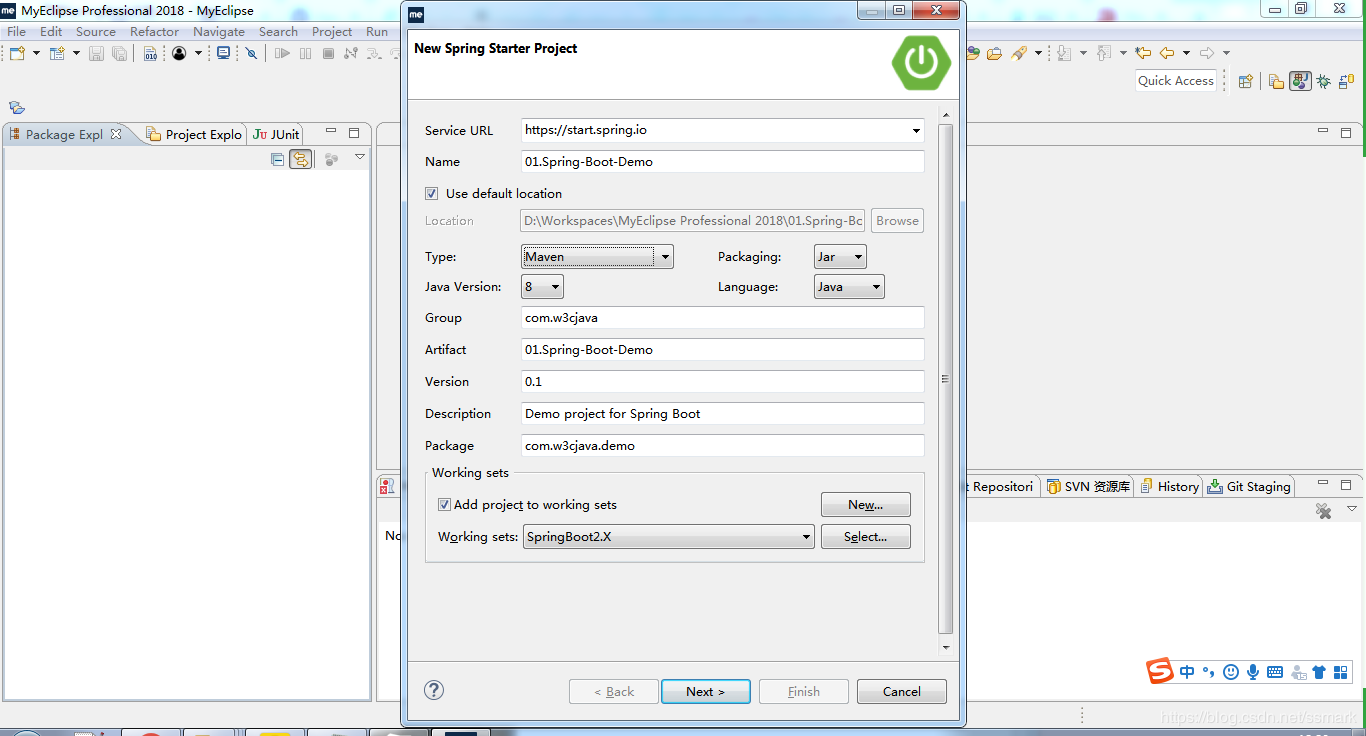 me MyEclipse Professional 2018 - MyEclipse
File Edit Source Refactor Navigate Search Project Run
Quick Access
Package Expl Project Explo JUnit
me
New Spring Starter Project
Service URL https://start.spring.io
Name 01.Spring-Boot-Demo
Use default location
Location D:\Workspaces\MyEclipse Professional 2018\01.Spring-Bo Browse
Type: Maven Packaging: Jar
Java Version: 8 Language: Java
Group com.w3cjava
Artifact 01.Spring-Boot-Demo
Version 0.1
Description Demo project for Spring Boot
Package com.w3cjava.demo
Working sets
Add project to working sets New...
Working sets: SpringBoot2.X Select...
< Back Next > Finish Cancel
t Repositori SVN 资源库 History Git Staging
No
中
https://blog.csdn.net/ssmark